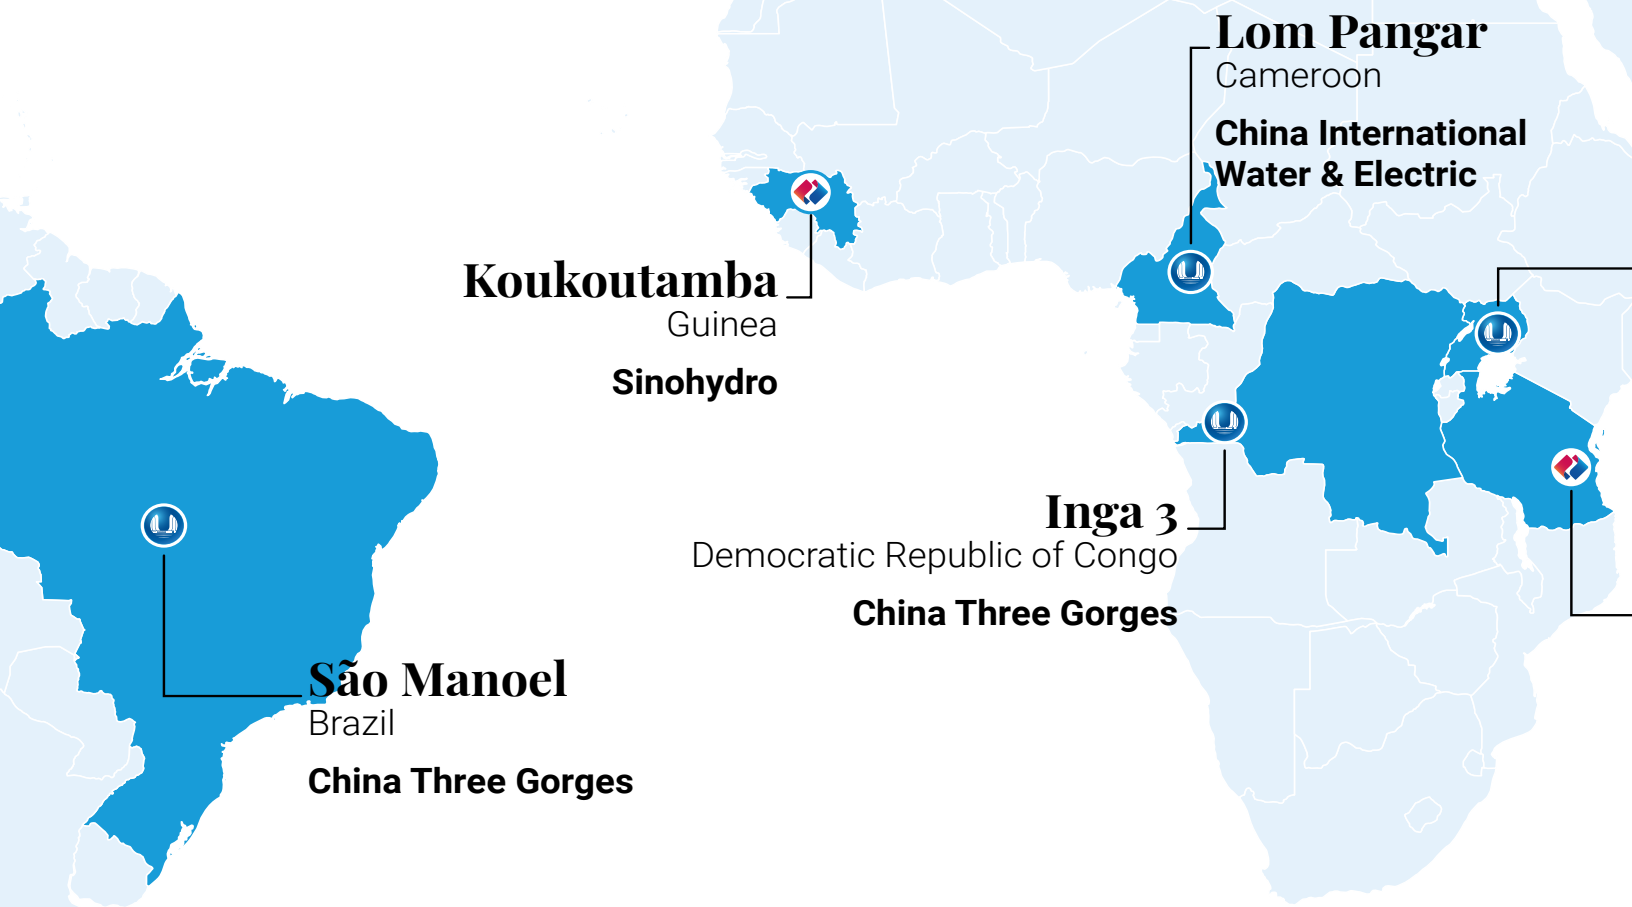 Lom Pangar
Cameroon
China International
Water & Electric
Koukoutamba
Guinea
Sinohydro
Inga 3
Democratic Republic of Congo
China Three Gorges
São Manoel
Brazil
China Three Gorges